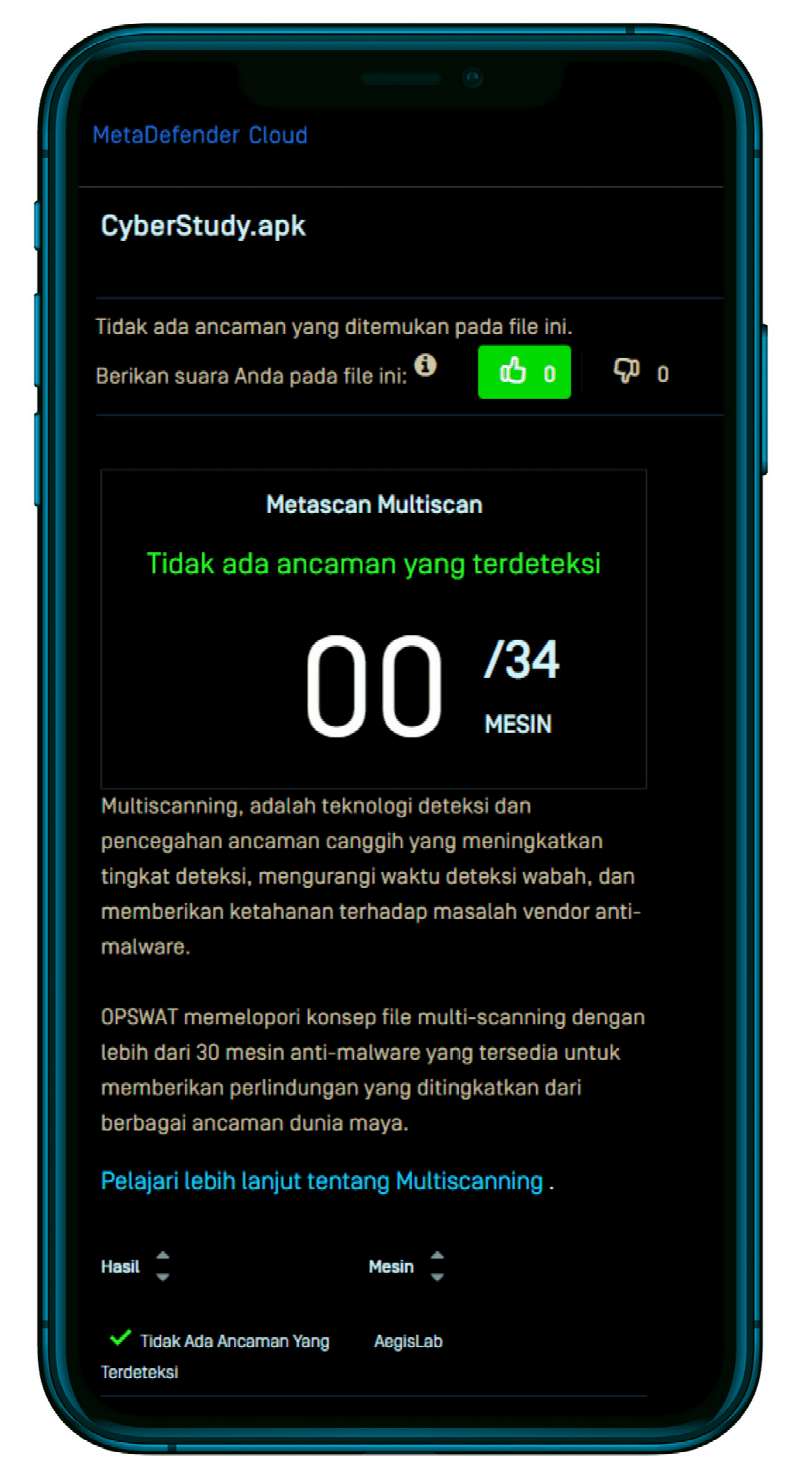 MetaDefender Cloud
CyberStudy.apk
Tidak ada ancaman yang ditemukan pada file ini.
Berikan suara Anda pada file ini: 0 0
Metascan Multiscan
Tidak ada ancaman yang terdeteksi
00 /34
MESIN
Multiscanning, adalah teknologi deteksi dan
pencegahan ancaman canggih yang meningkatkan
tingkat deteksi, mengurangi waktu deteksi wabah, dan
memberikan ketahanan terhadap masalah vendor anti-
malware.
OPSWAT memelopori konsep file multi-scanning dengan
lebih dari 30 mesin anti-malware yang tersedia untuk
memberikan perlindungan yang ditingkatkan dari
berbagai ancaman dunia maya.
Pelajari lebih lanjut tentang Multiscanning .
Hasil Mesin
Tidak Ada Ancaman Yang AegisLab
Terdeteksi